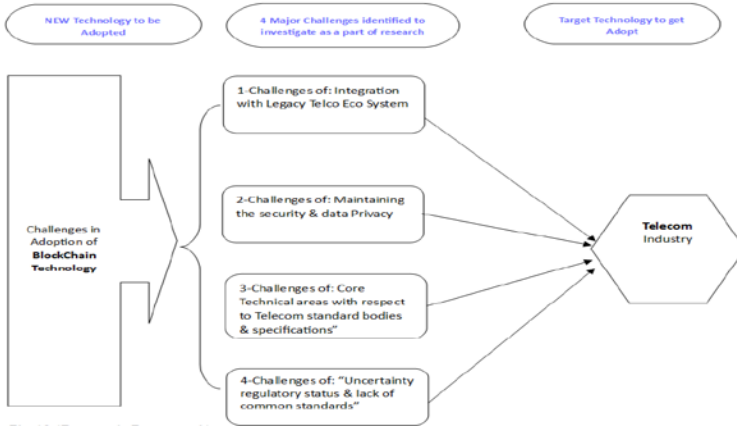 NEW Technology to be
Adopted
4 Major Challenges identified to
investigate as a part of research
Target Technology to get
Adopt
Challenges in
Adoption of
BlockChain
Technology
1-Challenges of: Integration
with Legacy Telco Eco System
2-Challenges of: Maintaining
the security & data Privacy
3-Challenges of: Core
Technical areas with respect
to Telecom standard bodies
& specifications"
4-Challenges of: "Uncertainty
regulatory status & lack of
common standards"
Telecom
Industry